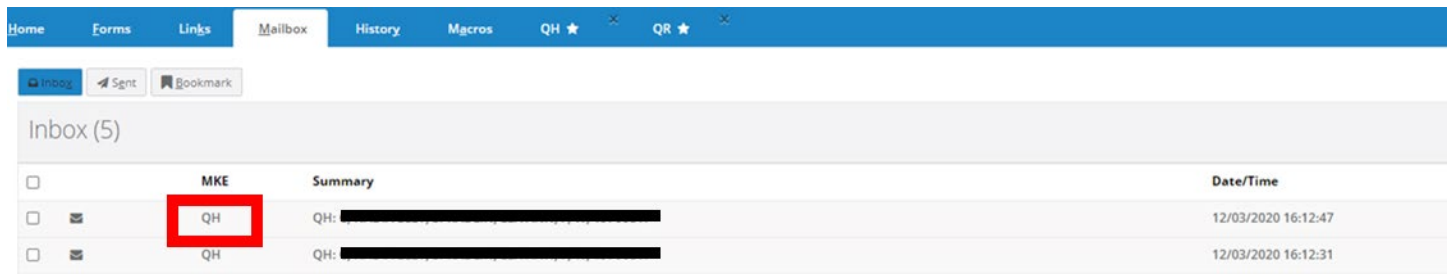 Home Forms Links Mailbox History Macros QH ★ × QR ★ ×
Inbox Sent Bookmark
Inbox (5)
MKE Summary Date/Time
QH QH: 12/03/2020 16:12:47
QH QH: 12/03/2020 16:12:31